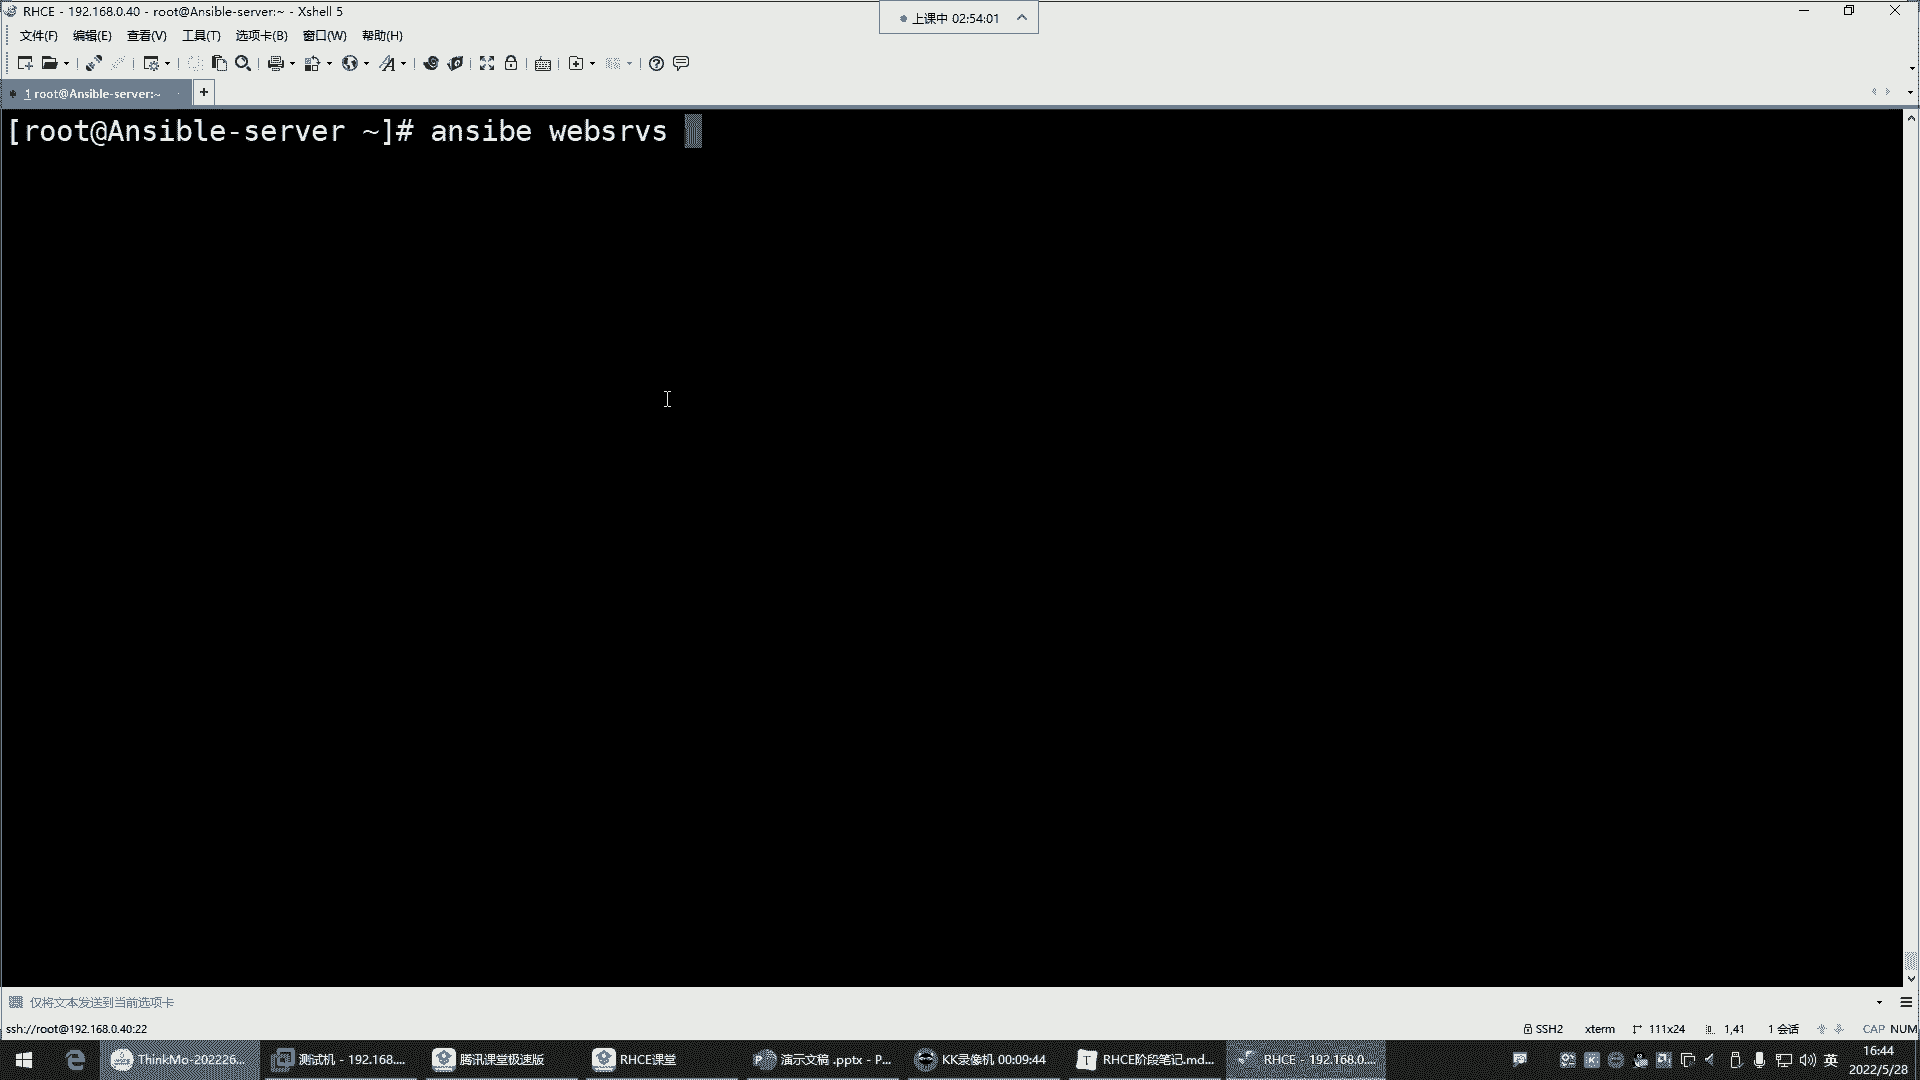 RHCE - 192.168.0.40 - root@Ansible-server:~ - Xshell 5
上课中 02:54:01
文件(F) 编辑(E) 查看(V) 工具(T) 选项卡(B) 窗口(W) 帮助(H)
1 root@Ansible-server:~
[root@Ansible-server ~]# ansibe websrvs
仅将文本发送到当前选项卡
ssh://root@192.168.0.40:22
SSH2 xterm 111x24 1,41 1 会话 CAP NUM
ThinkMo-202226... 测试机 - 192.168.... 腾讯课堂极速版 RHCE课堂 演示文稿 .pptx - P... KK录像机 00:09:44 RHCE阶段笔记.md... RHCE - 192.168.0.... 英
16:44
2022/5/28